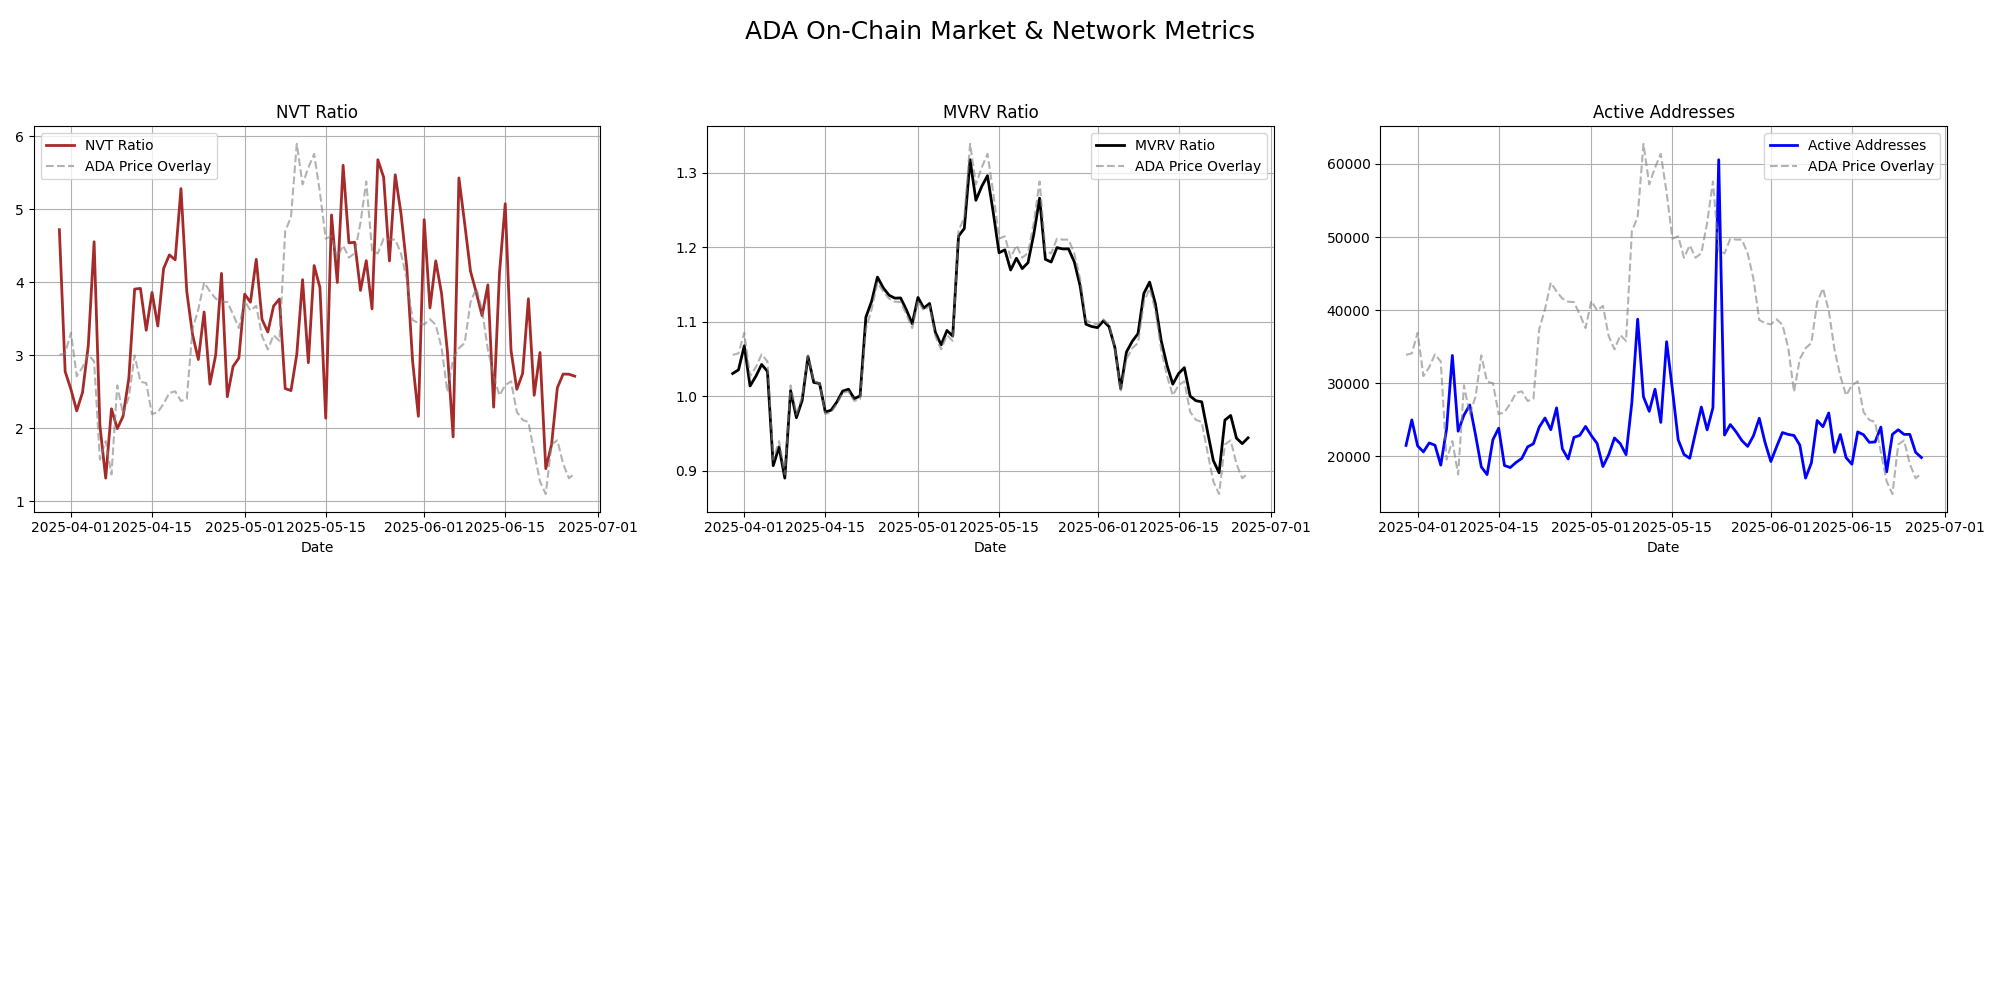 ADA On-Chain Market & Network Metrics
NVT Ratio
NVT Ratio
ADA Price Overlay
6
5
4
3
2
1
2025-04-01
2025-04-15
2025-05-01
2025-05-15
2025-06-01
2025-06-15
2025-07-01
Date
MVRV Ratio
MVRV Ratio
ADA Price Overlay
1.3
1.2
1.1
1.0
0.9
2025-04-01
2025-04-15
2025-05-01
2025-05-15
2025-06-01
2025-06-15
2025-07-01
Date
Active Addresses
Active Addresses
ADA Price Overlay
60000
50000
40000
30000
20000
2025-04-01
2025-04-15
2025-05-01
2025-05-15
2025-06-01
2025-06-15
2025-07-01
Date